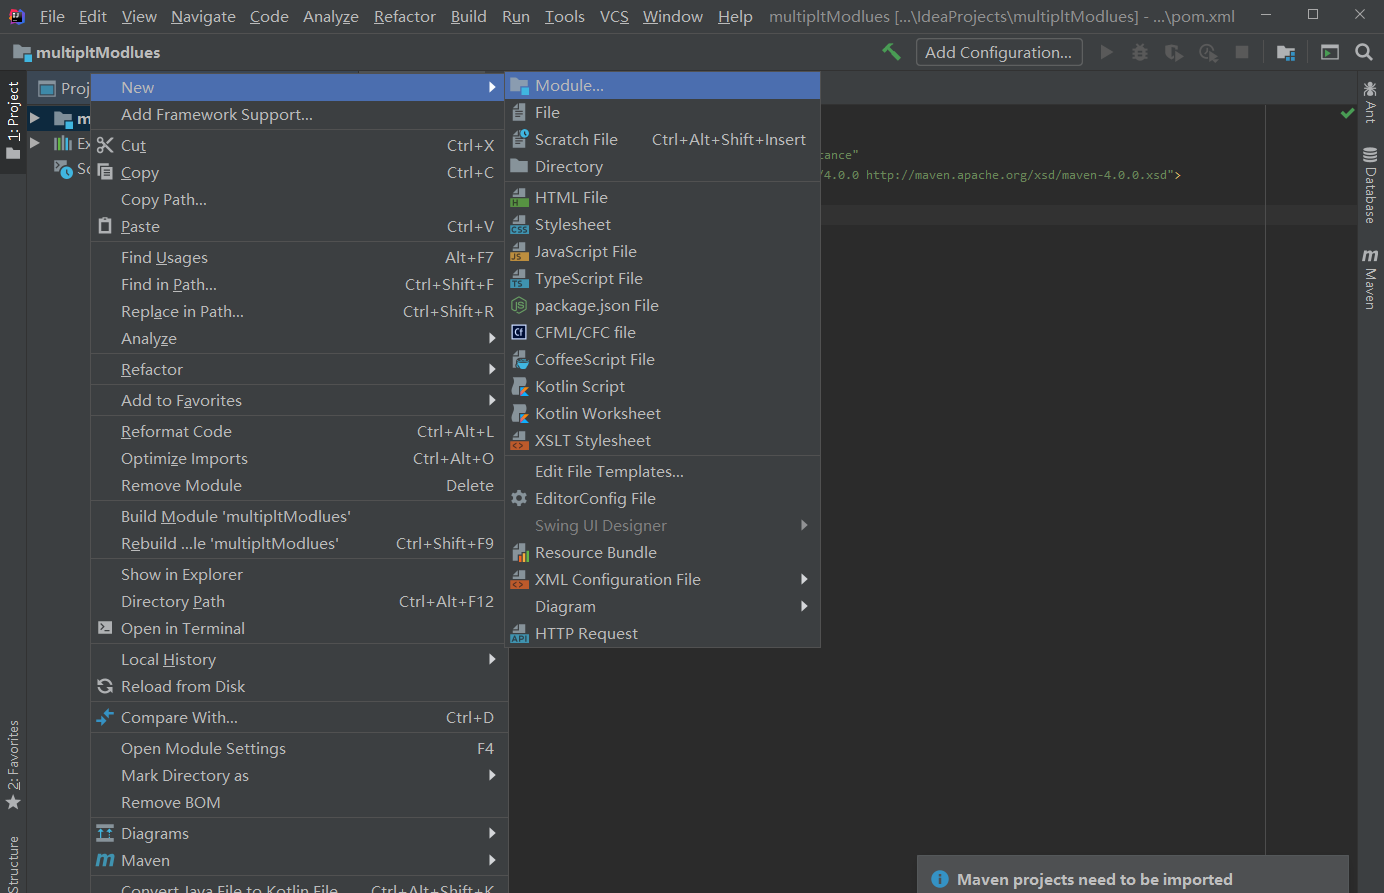 File Edit View Navigate Code Analyze Refactor Build Run Tools VCS Window Help multipltModlues [...\IdeaProjects\multipltModlues] - ...\pom.xml
multipltModlues
Add Configuration...
1: Project
Proj
m
Ex
Sc
New
Add Framework Support...
Cut Ctrl+X
Copy Ctrl+C
Copy Path...
Paste Ctrl+V
Find Usages Alt+F7
Find in Path... Ctrl+Shift+F
Replace in Path... Ctrl+Shift+R
Analyze
Refactor
Add to Favorites
Reformat Code Ctrl+Alt+L
Optimize Imports Ctrl+Alt+O
Remove Module Delete
Build Module 'multipltModlues'
Rebuild ...le 'multipltModlues' Ctrl+Shift+F9
Show in Explorer
Directory Path Ctrl+Alt+F12
Open in Terminal
Local History
Reload from Disk
Compare With... Ctrl+D
Open Module Settings F4
Mark Directory as
Remove BOM
Diagrams
Maven
Convert Java File to Kotlin File Ctrl+Alt+Shift+K
Module...
File
Scratch File Ctrl+Alt+Shift+Insert
Directory
HTML File
Stylesheet
JavaScript File
TypeScript File
package.json File
CFML/CFC file
CoffeeScript File
Kotlin Script
Kotlin Worksheet
XSLT Stylesheet
Edit File Templates...
EditorConfig File
Swing UI Designer
Resource Bundle
XML Configuration File
Diagram
HTTP Request
tance"
/4.0.0 http://maven.apache.org/xsd/maven-4.0.0.xsd">
Ant
Database
Maven
2: Favorites
Structure
Maven projects need to be imported